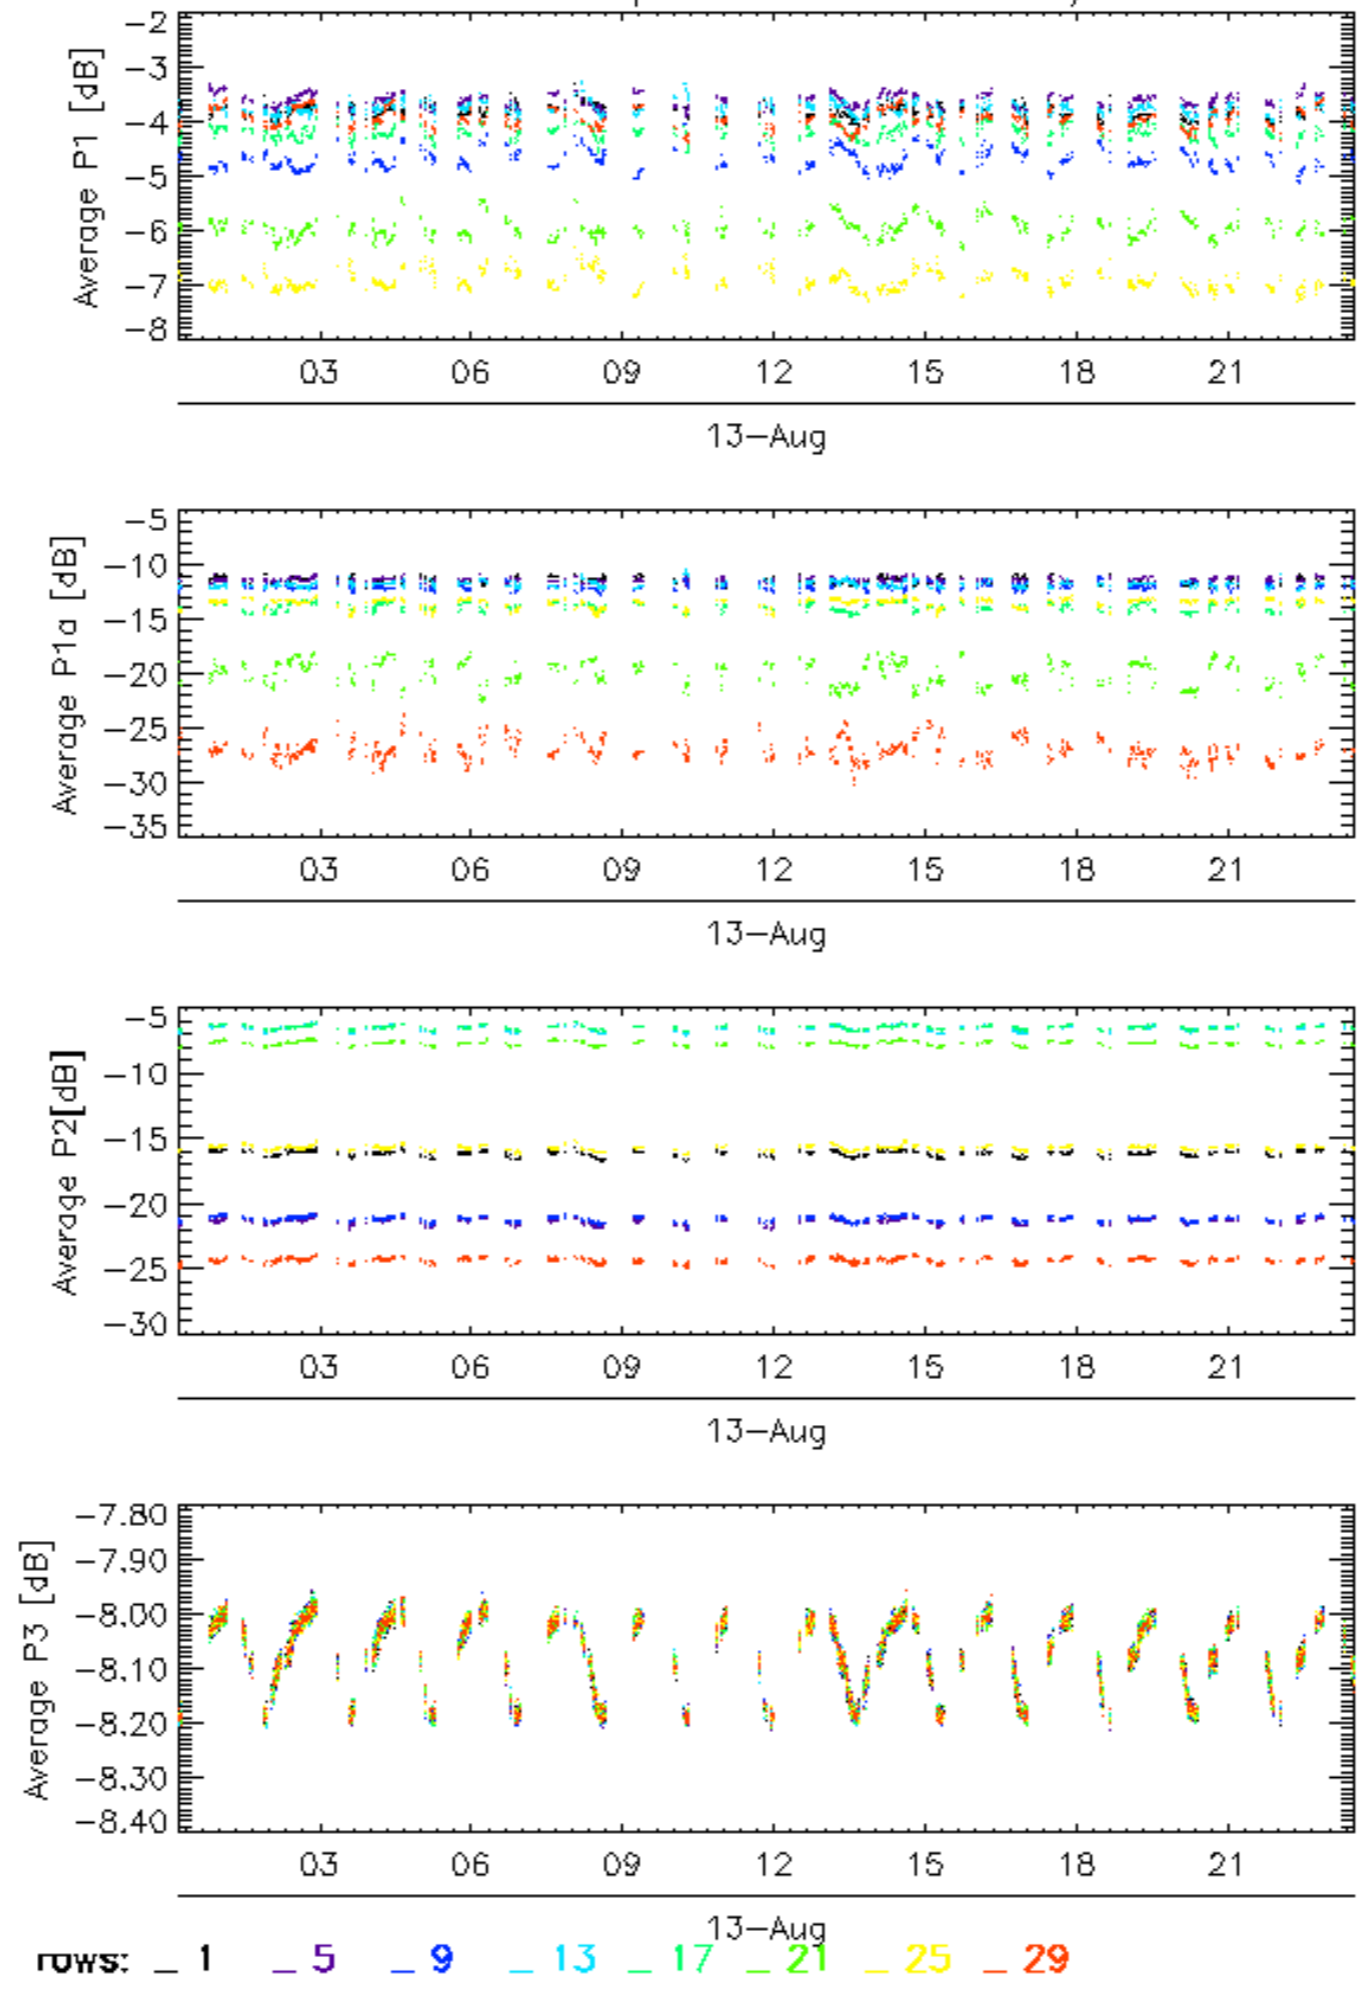 Average P1 [dB]
-2
-3
-4
-5
-6
-7
-8
03 06 09 12 15 18 21
13-Aug
Average P1a [dB]
-5
-10
-15
-20
-25
-30
-35
03 06 09 12 15 18 21
13-Aug
Average P2[dB]
-5
-10
-15
-20
-25
-30
03 06 09 12 15 18 21
13-Aug
Average P3 [dB]
-7.80
-7.90
-8.00
-8.10
-8.20
-8.30
-8.40
03 06 09 12 15 18 21
13-Aug
rows: _ 1 _ 5 _ 9 _ 13 _ 17 _ 21 _ 25 _ 29